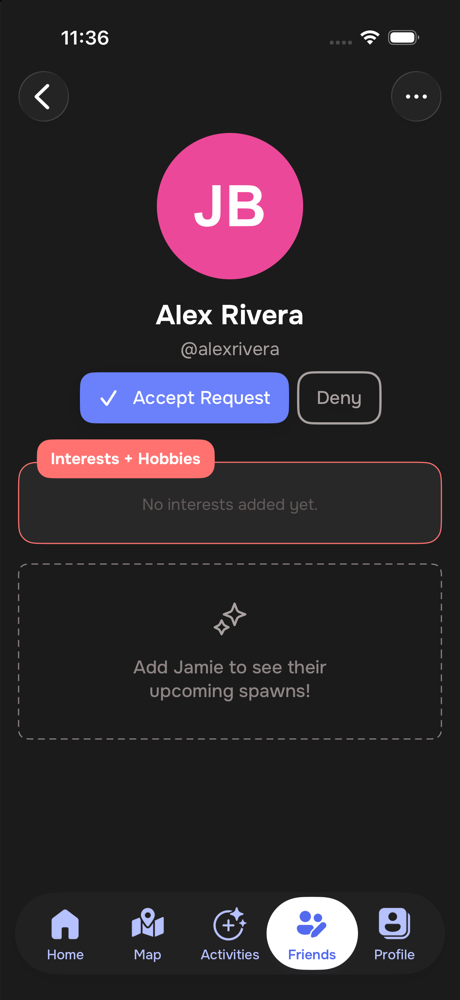 11:36
JB
Alex Rivera
@alexrivera
Accept Request
Deny
Interests + Hobbies
No interests added yet.
Add Jamie to see their
upcoming spawns!
Home
Map
Activities
Friends
Profile